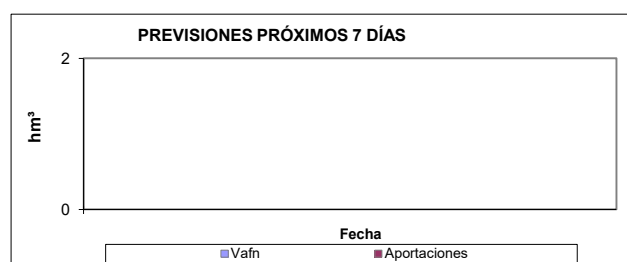 PREVISIONES PRÓXIMOS 7 DÍAS
2
hm³
0
Fecha
Vafn Aportaciones